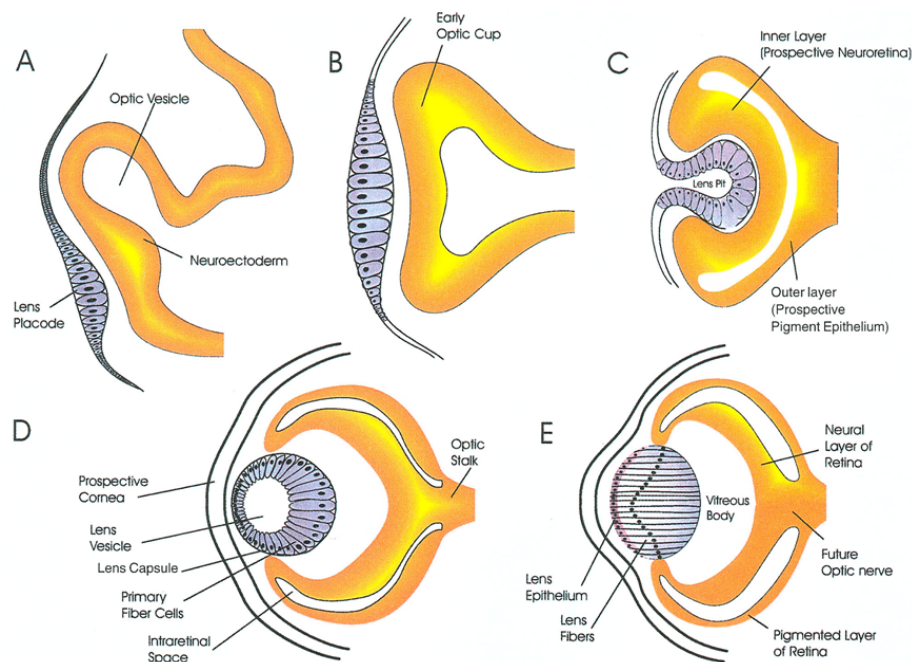 A
Optic Vesicle
Neuroectoderm
Lens
Placode
B
Early
Optic Cup
C
Inner Layer
(Prospective Neuroretina)
Lens Pit
Outer layer
(Prospective
Pigment Epithelium)
D
Prospective
Cornea
Lens
Vesicle
Lens Capsule
Primary
Fiber Cells
Intraretinal
Space
Optic
Stalk
E
Neural
Layer of
Retina
Vitreous
Body
Future
Optic nerve
Lens
Epithelium
Lens
Fibers
Pigmented Layer
of Retina